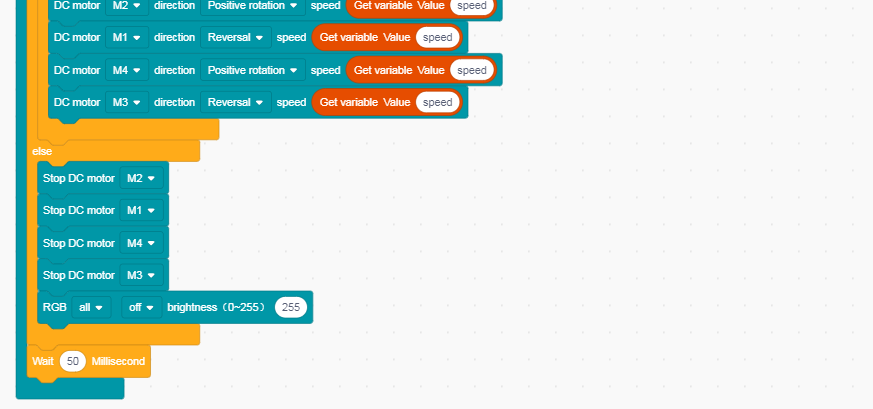 DC motor M2 direction Positive rotation speed Get variable Value speed
DC motor M1 direction Reversal speed Get variable Value speed
DC motor M4 direction Positive rotation speed Get variable Value speed
DC motor M3 direction Reversal speed Get variable Value speed
else
Stop DC motor M2
Stop DC motor M1
Stop DC motor M4
Stop DC motor M3
RGB all off brightness（0~255） 255
Wait 50 Millisecond